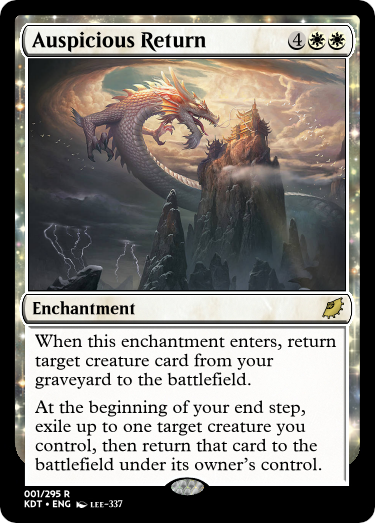 Auspicious Return 4
Enchantment
When this enchantment enters, return
target creature card from your
graveyard to the battlefield.
At the beginning of your end step,
exile up to one target creature you
control, then return that card to the
battlefield under its owner's control.
001/295 R
KDT • ENG LEE-337